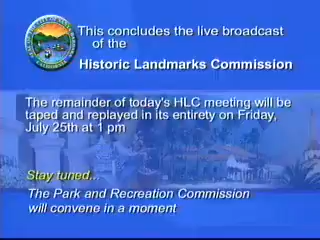 This concludes the live broadcast
of the
Historic Landmarks Commission
The remainder of today's HLC meeting will be
taped and replayed in its entirety on Friday,
July 25th at 1 pm
Stay tuned..
The Park and Recreation Commission
will convene in a moment